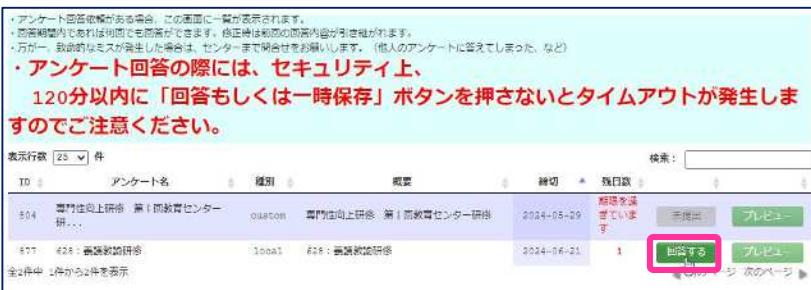 ・アンケート回答依頼がある場合、この画面に一覧が表示されます。
・回答期間内であれば何回でも回答ができます。修正時は前回の回答内容が引き継がれます。
・万が一、致命的なミスが発生した場合は、センターまで問合せをお願いします。（他人のアンケートに答えてしまった、など）
・アンケート回答の際には、セキュリティ上、
120分以内に「回答もしくは一時保存」ボタンを押さないとタイムアウトが発生しま
すのでご注意ください。
表示行数 25 件 検索：
ID アンケート名 種別 概要 締切 残日数
804 専門性向上研修 第1回教育センター研... custom 専門性向上研修 第1回教育センター研修 2024-05-29 期限を過ぎています 未提出 プレビュー
877 628：養護教諭研修 local 628：養護教諭研修 2024-06-21 1 回答する プレビュー
全2件中 1件から2件を表示 ページ 次のページ